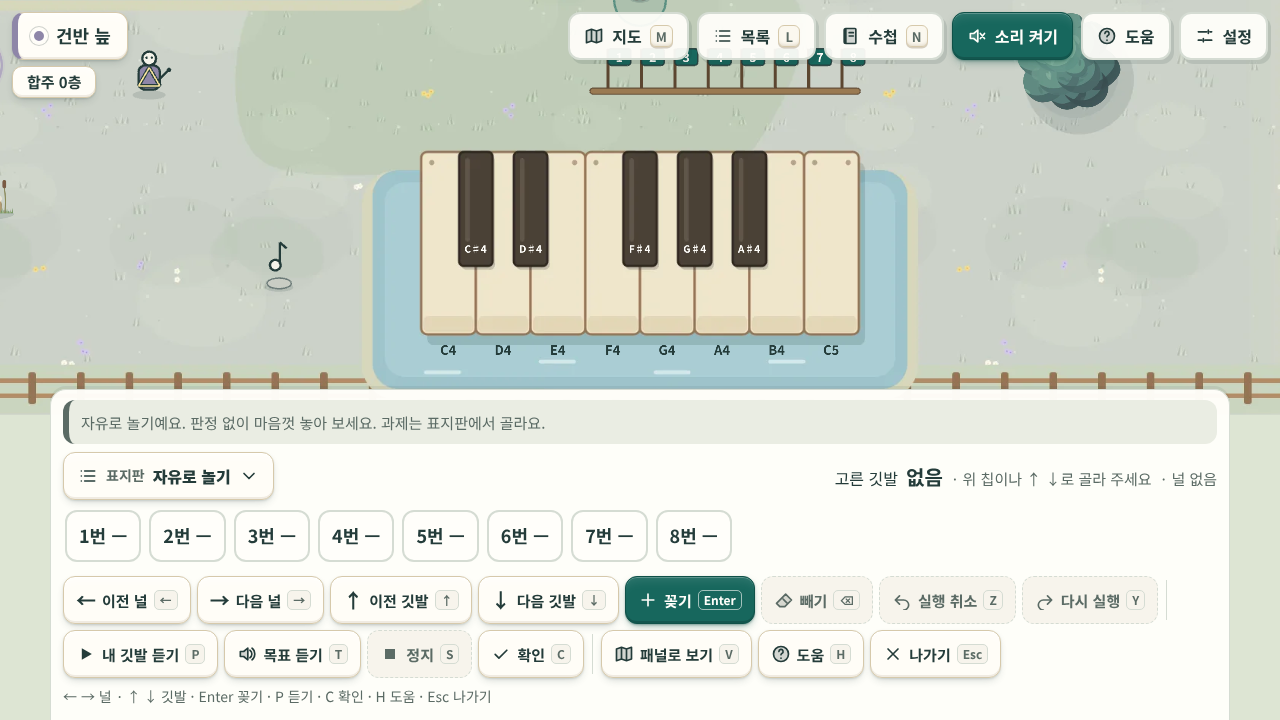 건반 늪
합주 0층
지도 M
목록 L
수첩 N
소리 켜기
도움
설정
1 2 3 4 5 6 7 8
C#4 D#4 F#4 G#4 A#4
C4 D4 E4 F4 G4 A4 B4 C5
자유로 놀기예요. 판정 없이 마음껏 놓아 보세요. 과제는 표지판에서 골라요.
표지판 자유로 놀기
고른 깃발 없음 · 위 칩이나 ↑ ↓로 골라 주세요 · 널 없음
1번 —
2번 —
3번 —
4번 —
5번 —
6번 —
7번 —
8번 —
← 이전 널 ←
→ 다음 널 →
↑ 이전 깃발 ↑
↓ 다음 깃발 ↓
+ 꽂기 Enter
빼기 ⌫
실행 취소 Z
다시 실행 Y
내 깃발 듣기 P
목표 듣기 T
정지 S
확인 C
패널로 보기 V
도움 H
나가기 Esc
← → 널 · ↑ ↓ 깃발 · Enter 꽂기 · P 듣기 · C 확인 · H 도움 · Esc 나가기